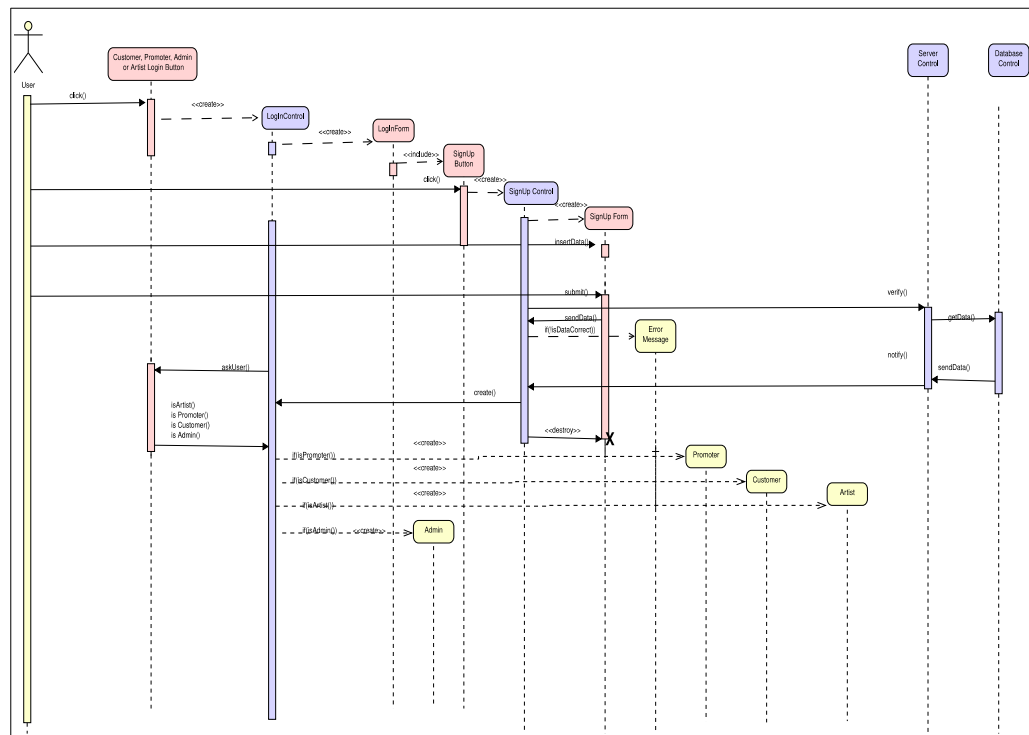 Customer, Promoter, Admin
or Artist Login Button
Server
Control
Database
Control
User
click()
<<create>>
LogInControl
<<create>>
LogInForm
<<include>>
SignUp
Button
click()
<<create>>
SignUp Control
<<create>>
SignUp Form
insertData()
submit()
verify()
sendData()
getData()
if(!isDataCorrect))
Error
Message
notify()
askUser()
sendData()
create()
isArtist()
is Promoter()
is Customer()
is Admin()
<<destroy>>
X
<<create>>
if(isPromoter())
Promoter
<<create>>
if(isCustomer())
Customer
<<create>>
Artist
if(isArtist())
if(isAdmin())
<<create>>
Admin